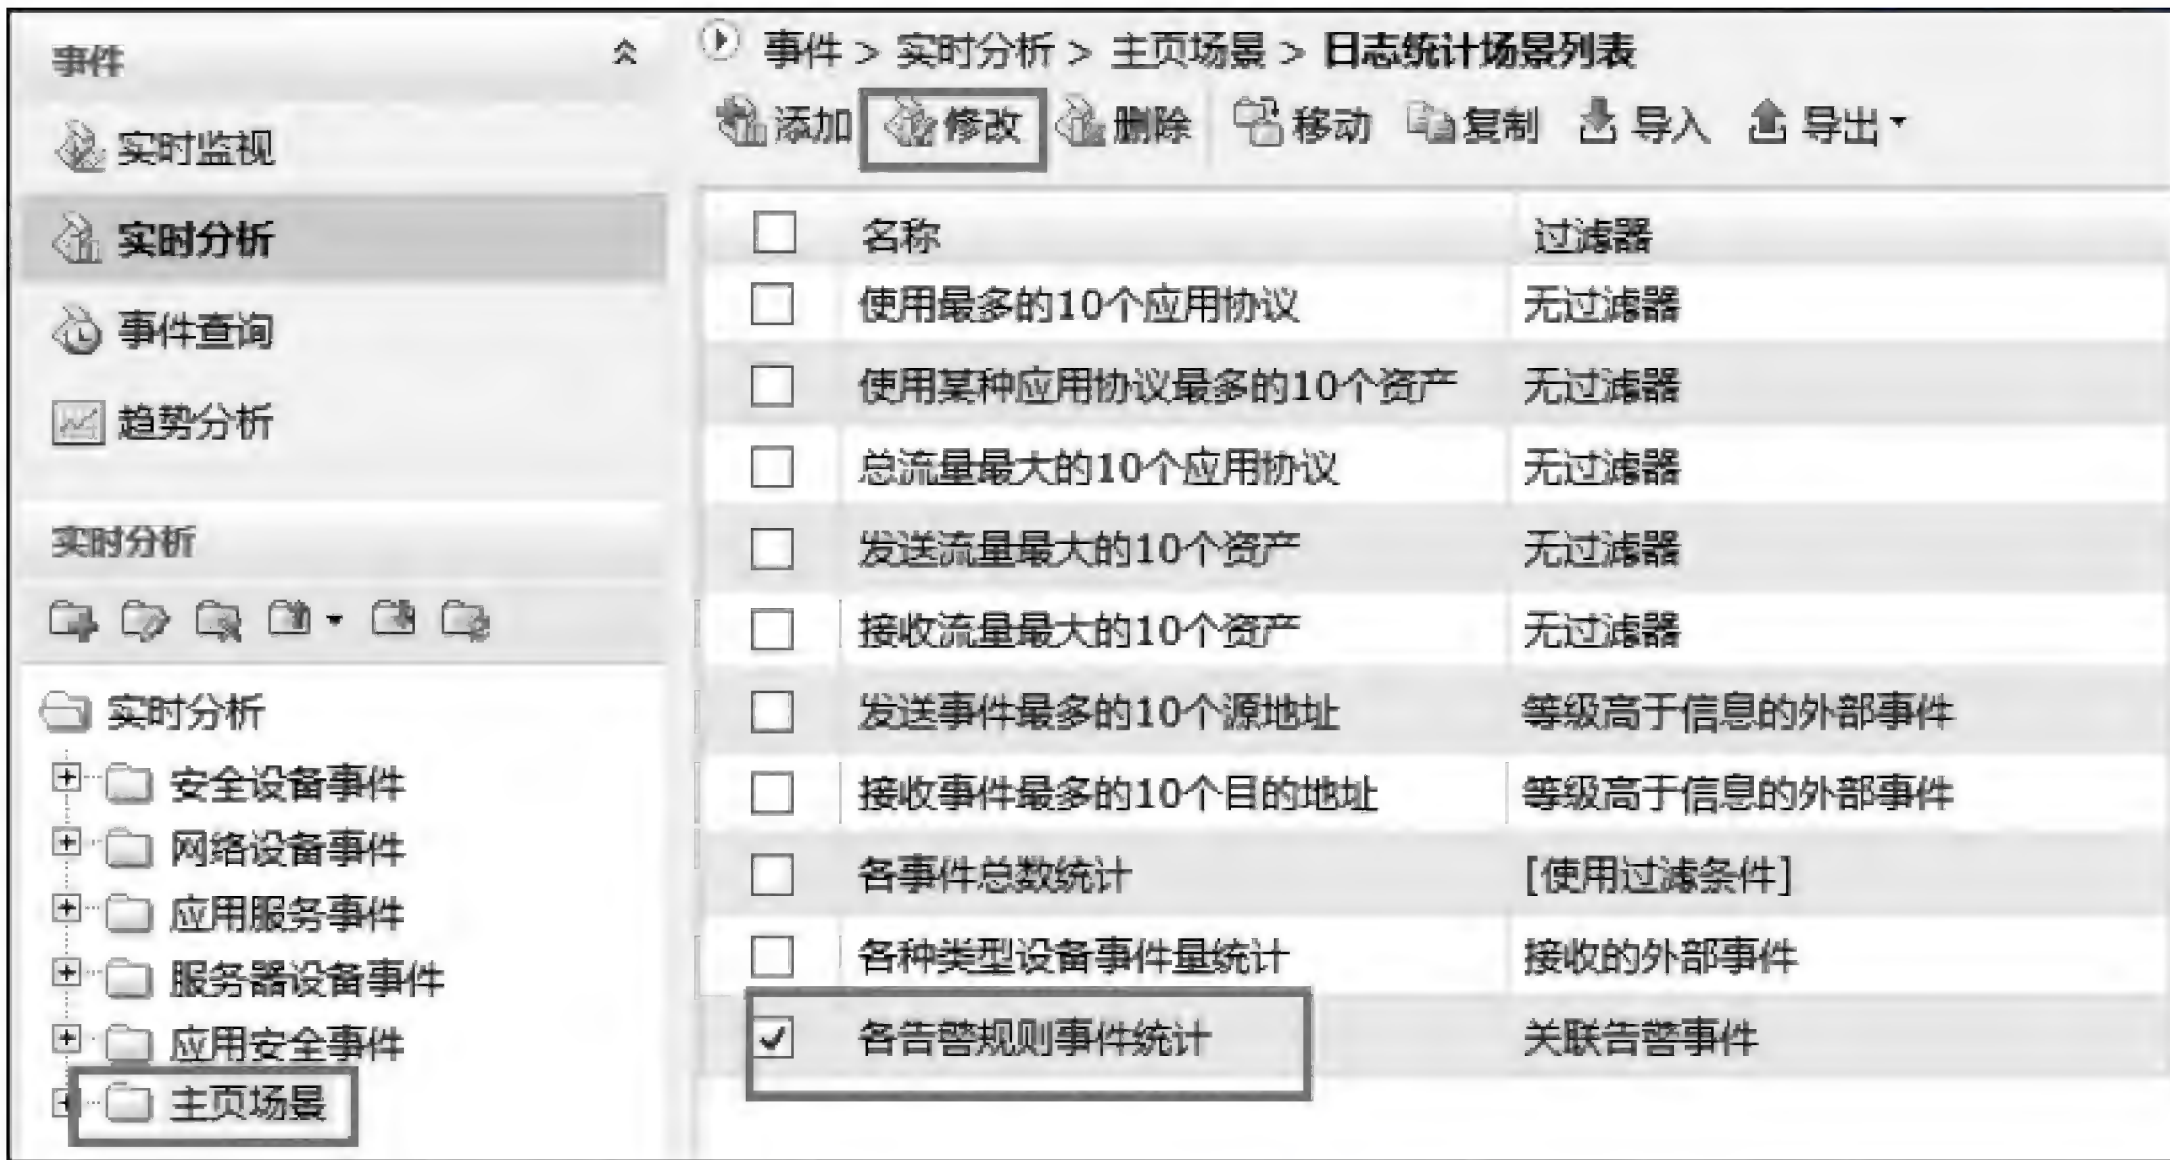 事件
实时监视
实时分析
事件查询
趋势分析
实时分析
实时分析
安全设备事件
网络设备事件
应用服务事件
服务器设备事件
应用安全事件
主页场景
事件 > 实时分析 > 主页场景 > 日志统计场景列表
添加 修改 删除 移动 复制 导入 导出
名称 过滤器
使用最多的10个应用协议 无过滤器
使用某种应用协议最多的10个资产 无过滤器
总流量最大的10个应用协议 无过滤器
发送流量最大的10个资产 无过滤器
接收流量最大的10个资产 无过滤器
发送事件最多的10个源地址 等级高于信息的外部事件
接收事件最多的10个目的地址 等级高于信息的外部事件
各事件总数统计 [使用过滤条件]
各种类型设备事件量统计 接收的外部事件
各告警规则事件统计 关联告警事件